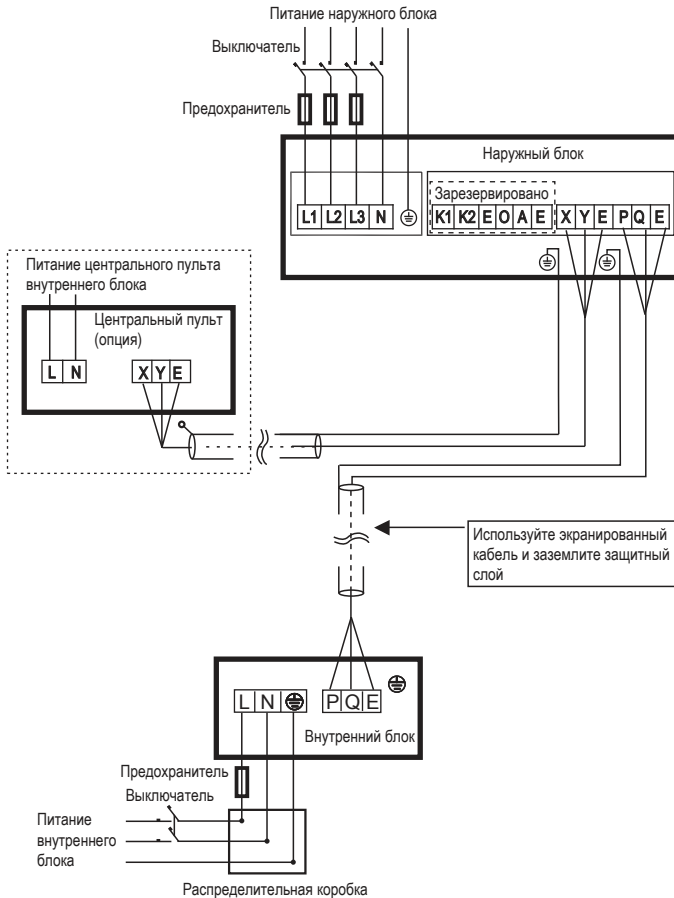 Питание наружного блока
Выключатель
Предохранитель
Наружный блок
Зарезервировано
L1 L2 L3 N
K1 K2 E O A E X Y E P Q E
Питание центрального пульта
внутреннего блока
Центральный пульт
(опция)
L N
X Y E
Используйте экранированный
кабель и заземлите защитный
слой
L N
P Q E
Внутренний блок
Предохранитель
Выключатель
Питание
внутреннего
блока
Распределительная коробка